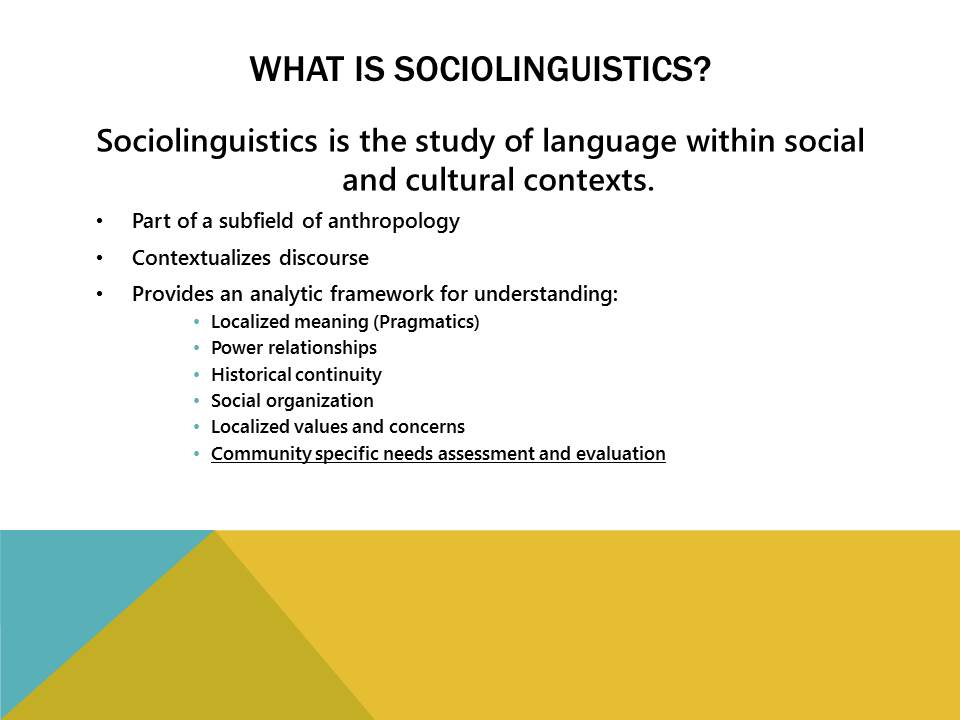 WHAT IS SOCIOLINGUISTICS?
Sociolinguistics is the study of language within social
and cultural contexts.
• Part of a subfield of anthropology
• Contextualizes discourse
• Provides an analytic framework for understanding:
• Localized meaning (Pragmatics)
• Power relationships
• Historical continuity
• Social organization
• Localized values and concerns
• Community specific needs assessment and evaluation